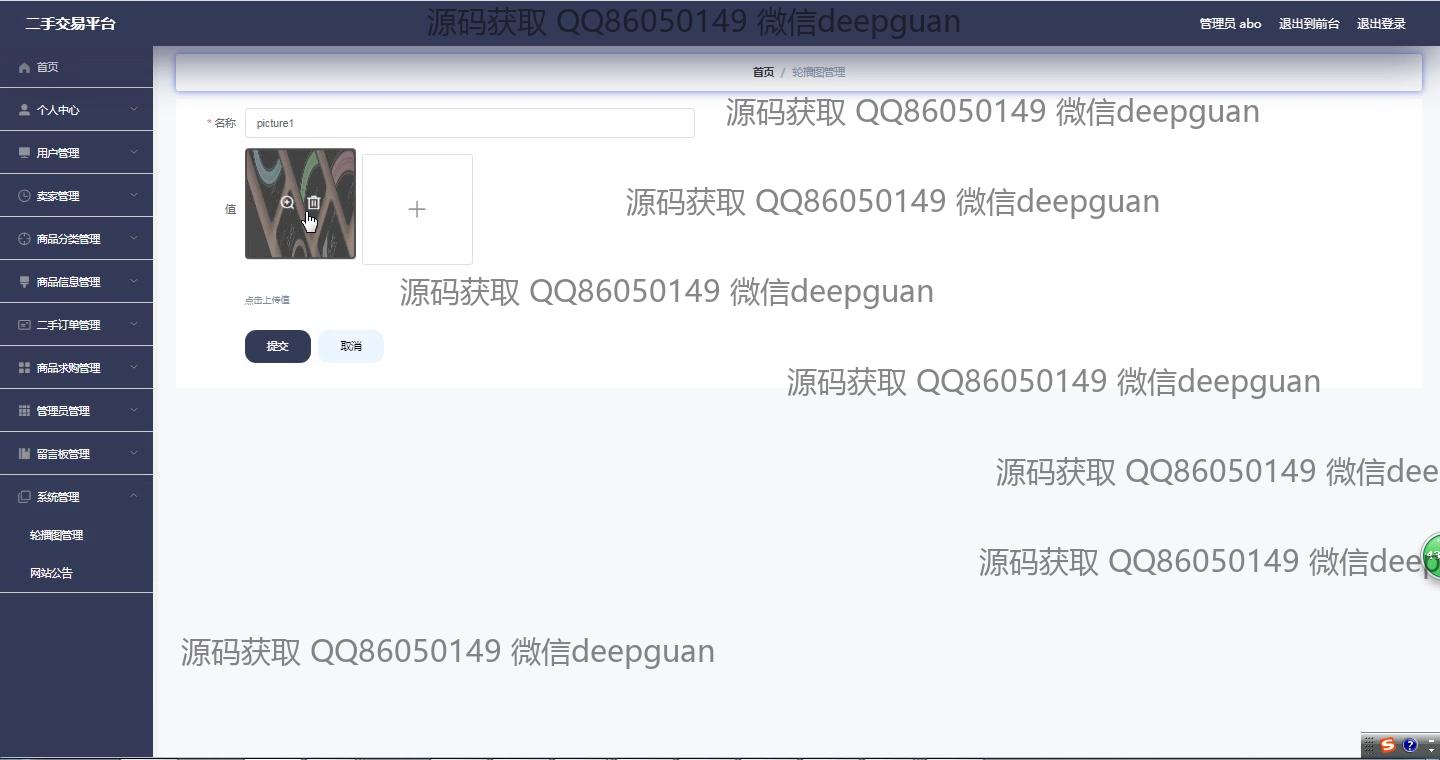 二手交易平台
源码获取 QQ86050149 微信deepguan
管理员 abo 退出到前台 退出登录
首页
个人中心
用户管理
卖家管理
商品分类管理
商品信息管理
二手订单管理
商品求购管理
管理员管理
留言板管理
系统管理
轮播图管理
网站公告
首页 / 轮播图管理
源码获取 QQ86050149 微信deepguan
* 名称 picture1
源码获取 QQ86050149 微信deepguan
值
源码获取 QQ86050149 微信deepguan
点击上传值
提交 取消
源码获取 QQ86050149 微信deepguan
源码获取 QQ86050149 微信dee
源码获取 QQ86050149 微信deep
源码获取 QQ86050149 微信deepguan